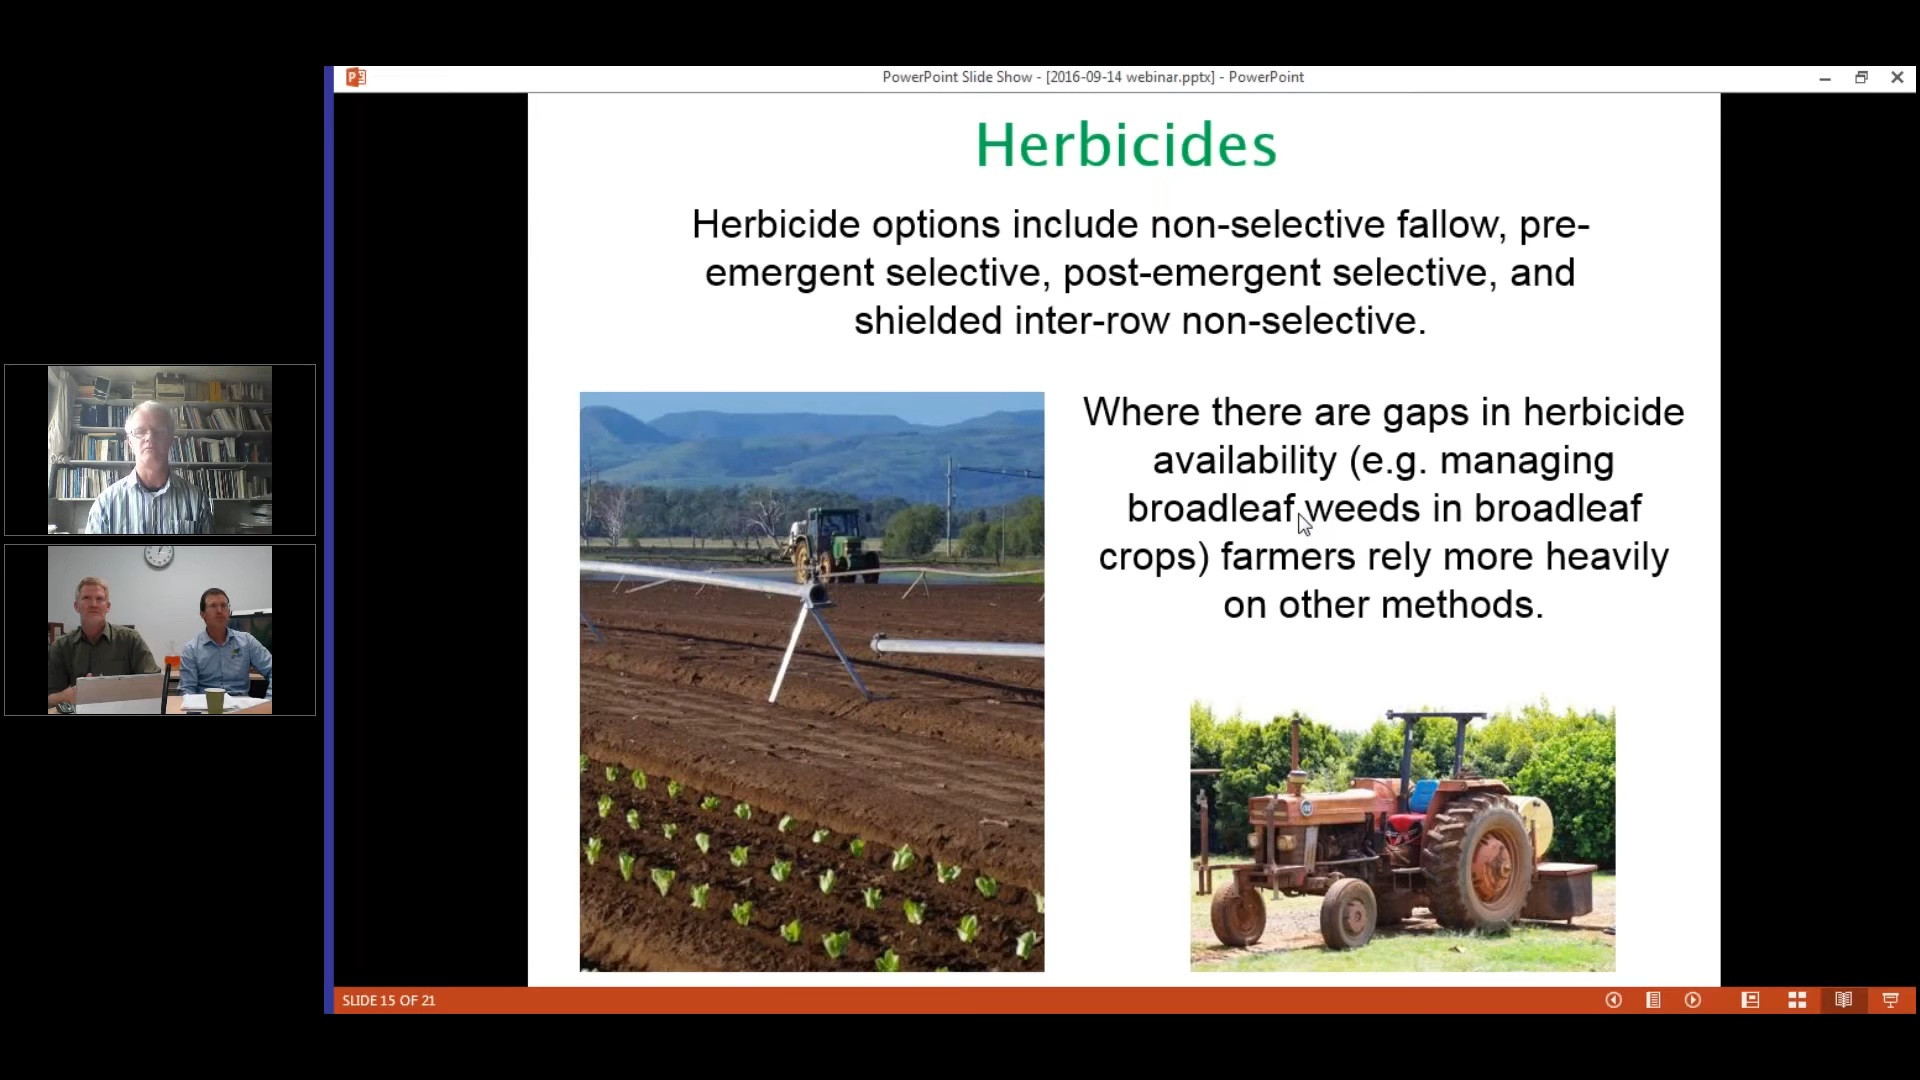 PowerPoint Slide Show - [2016-09-14 webinar.pptx] - PowerPoint
Herbicides
Herbicide options include non-selective fallow, pre-
emergent selective, post-emergent selective, and
shielded inter-row non-selective.
Where there are gaps in herbicide
availability (e.g. managing
broadleaf weeds in broadleaf
crops) farmers rely more heavily
on other methods.
SLIDE 15 OF 21